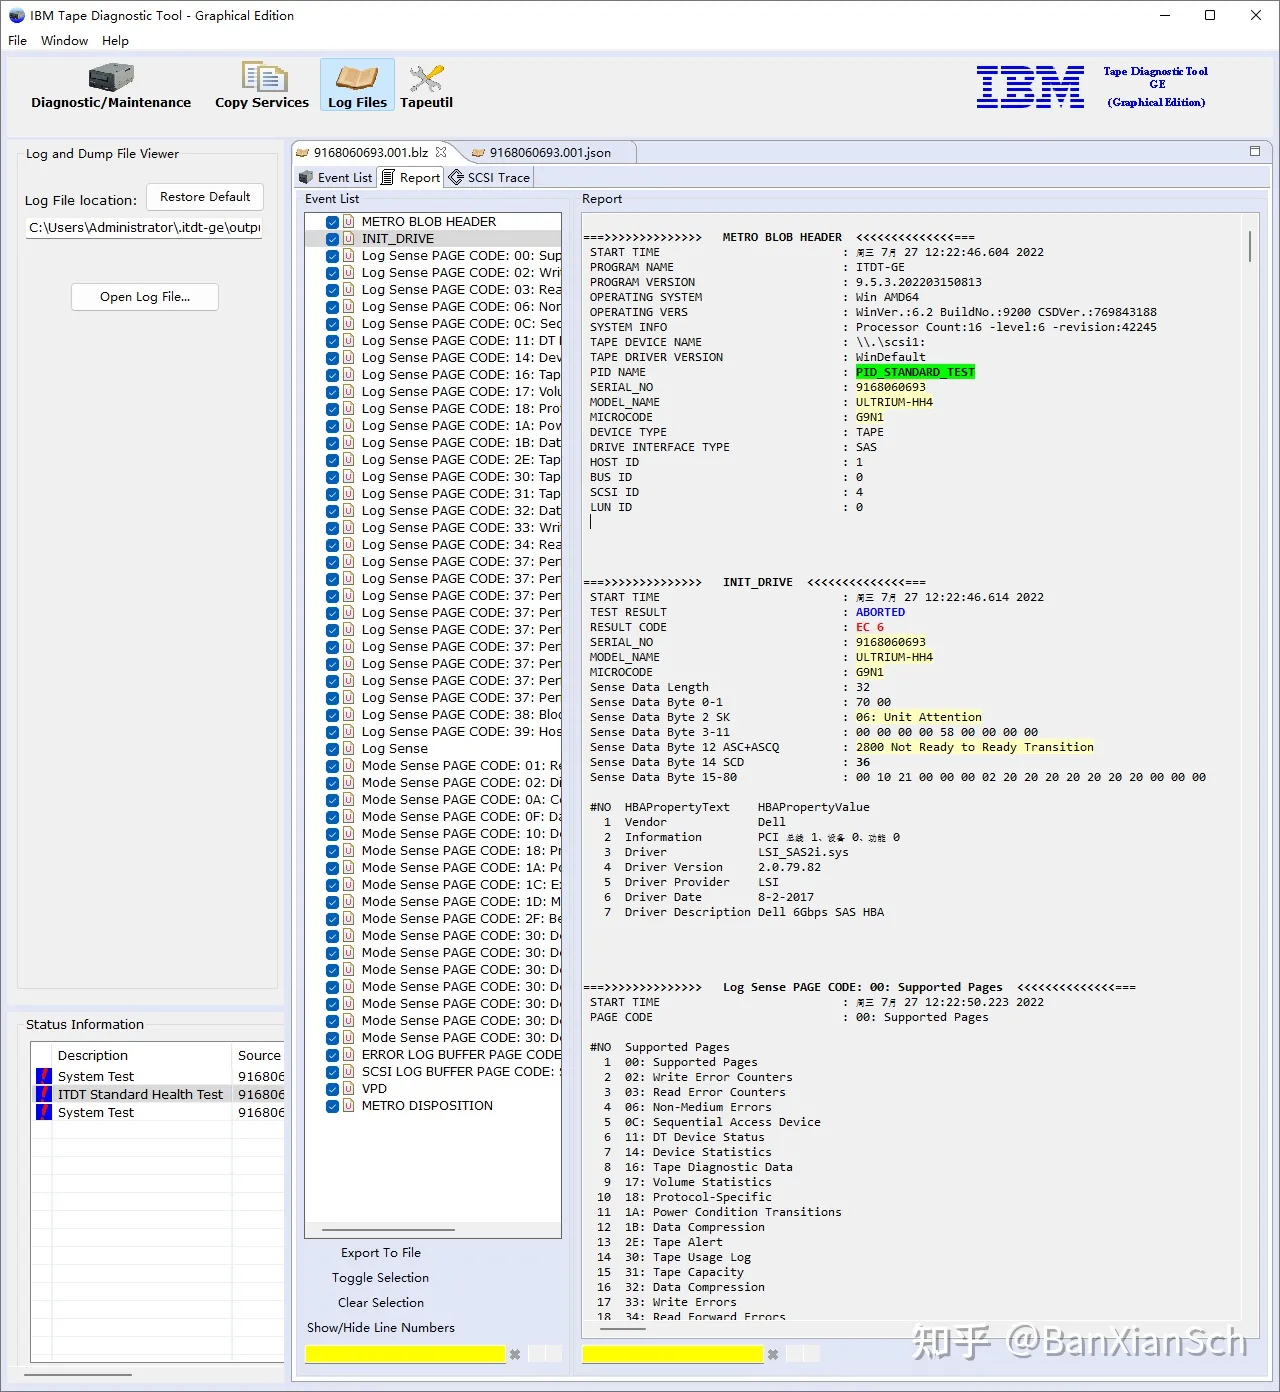 IBM Tape Diagnostic Tool - Graphical Edition
File Window Help
Diagnostic/Maintenance
Copy Services
Log Files
Tapeutil
IBM
Tape Diagnostic Tool
GE
(Graphical Edition)
Log and Dump File Viewer
Log File location:
Restore Default
C:\Users\Administrator\.itdt-ge\outpu
Open Log File...
9168060693.001.blz
9168060693.001.json
Event List
Report
SCSI Trace
Event List
METRO BLOB HEADER
INIT_DRIVE
Log Sense PAGE CODE: 00: Sup
Log Sense PAGE CODE: 02: Writ
Log Sense PAGE CODE: 03: Rea
Log Sense PAGE CODE: 06: Non
Log Sense PAGE CODE: 0C: Seq
Log Sense PAGE CODE: 11: DT
Log Sense PAGE CODE: 14: Dev
Log Sense PAGE CODE: 16: Tap
Log Sense PAGE CODE: 17: Volu
Log Sense PAGE CODE: 18: Prot
Log Sense PAGE CODE: 1A: Pow
Log Sense PAGE CODE: 1B: Dat
Log Sense PAGE CODE: 2E: Tap
Log Sense PAGE CODE: 30: Tap
Log Sense PAGE CODE: 31: Tap
Log Sense PAGE CODE: 32: Dat
Log Sense PAGE CODE: 33: Writ
Log Sense PAGE CODE: 34: Rea
Log Sense PAGE CODE: 37: Per
Log Sense PAGE CODE: 37: Per
Log Sense PAGE CODE: 37: Per
Log Sense PAGE CODE: 37: Per
Log Sense PAGE CODE: 37: Per
Log Sense PAGE CODE: 37: Per
Log Sense PAGE CODE: 37: Per
Log Sense PAGE CODE: 37: Per
Log Sense PAGE CODE: 37: Per
Log Sense PAGE CODE: 38: Bloc
Log Sense PAGE CODE: 39: Hos
Log Sense
Mode Sense PAGE CODE: 01: Re
Mode Sense PAGE CODE: 02: Di
Mode Sense PAGE CODE: 0A: Co
Mode Sense PAGE CODE: 0F: Da
Mode Sense PAGE CODE: 10: De
Mode Sense PAGE CODE: 18: Pr
Mode Sense PAGE CODE: 1A: Po
Mode Sense PAGE CODE: 1C: Ex
Mode Sense PAGE CODE: 1D: M
Mode Sense PAGE CODE: 2F: Be
Mode Sense PAGE CODE: 30: De
Mode Sense PAGE CODE: 30: De
Mode Sense PAGE CODE: 30: De
Mode Sense PAGE CODE: 30: De
Mode Sense PAGE CODE: 30: De
Mode Sense PAGE CODE: 30: De
Mode Sense PAGE CODE: 30: De
ERROR LOG BUFFER PAGE CODE
SCSI LOG BUFFER PAGE CODE:
VPD
METRO DISPOSITION
Export To File
Toggle Selection
Clear Selection
Show/Hide Line Numbers
Report
===>>>>>>>>>>>>>> METRO BLOB HEADER <<<<<<<<<<<<<<===
START TIME : 周三 7月 27 12:22:46.604 2022
PROGRAM NAME : ITDT-GE
PROGRAM VERSION : 9.5.3.202203150813
OPERATING SYSTEM : Win AMD64
OPERATING VERS : WinVer.:6.2 BuildNo.:9200 CSDVer.:769843188
SYSTEM INFO : Processor Count:16 -level:6 -revision:42245
TAPE DEVICE NAME : \\.\scsi1:
TAPE DRIVER VERSION : WinDefault
PID NAME : PID_STANDARD_TEST
SERIAL_NO : 9168060693
MODEL_NAME : ULTRIUM-HH4
MICROCODE : G9N1
DEVICE TYPE : TAPE
DRIVE INTERFACE TYPE : SAS
HOST ID : 1
BUS ID : 0
SCSI ID : 4
LUN ID : 0
===>>>>>>>>>>>>>> INIT_DRIVE <<<<<<<<<<<<<<===
START TIME : 周三 7月 27 12:22:46.614 2022
TEST RESULT : ABORTED
RESULT CODE : EC 6
SERIAL_NO : 9168060693
MODEL_NAME : ULTRIUM-HH4
MICROCODE : G9N1
Sense Data Length : 32
Sense Data Byte 0-1 : 70 00
Sense Data Byte 2 SK : 06: Unit Attention
Sense Data Byte 3-11 : 00 00 00 00 58 00 00 00 00
Sense Data Byte 12 ASC+ASCQ : 2800 Not Ready to Ready Transition
Sense Data Byte 14 SCD : 36
Sense Data Byte 15-80 : 00 10 21 00 00 00 02 20 20 20 20 20 20 20 00 00 00
#NO HBAPropertyText HBAPropertyValue
1 Vendor Dell
2 Information PCI 总线 1、设备 0、功能 0
3 Driver LSI_SAS2i.sys
4 Driver Version 2.0.79.82
5 Driver Provider LSI
6 Driver Date 8-2-2017
7 Driver Description Dell 6Gbps SAS HBA
===>>>>>>>>>>>>>> Log Sense PAGE CODE: 00: Supported Pages <<<<<<<<<<<<<<===
START TIME : 周三 7月 27 12:22:50.223 2022
PAGE CODE : 00: Supported Pages
#NO Supported Pages
1 00: Supported Pages
2 02: Write Error Counters
3 03: Read Error Counters
4 06: Non-Medium Errors
5 0C: Sequential Access Device
6 11: DT Device Status
7 14: Device Statistics
8 16: Tape Diagnostic Data
9 17: Volume Statistics
10 18: Protocol-Specific
11 1A: Power Condition Transitions
12 1B: Data Compression
13 2E: Tape Alert
14 30: Tape Usage Log
15 31: Tape Capacity
16 32: Data Compression
17 33: Write Errors
18 34: Read Forward Errors
Status Information
Description Source
System Test 916806
ITDT Standard Health Test 916806
System Test 916806
知乎 @BanXianSch